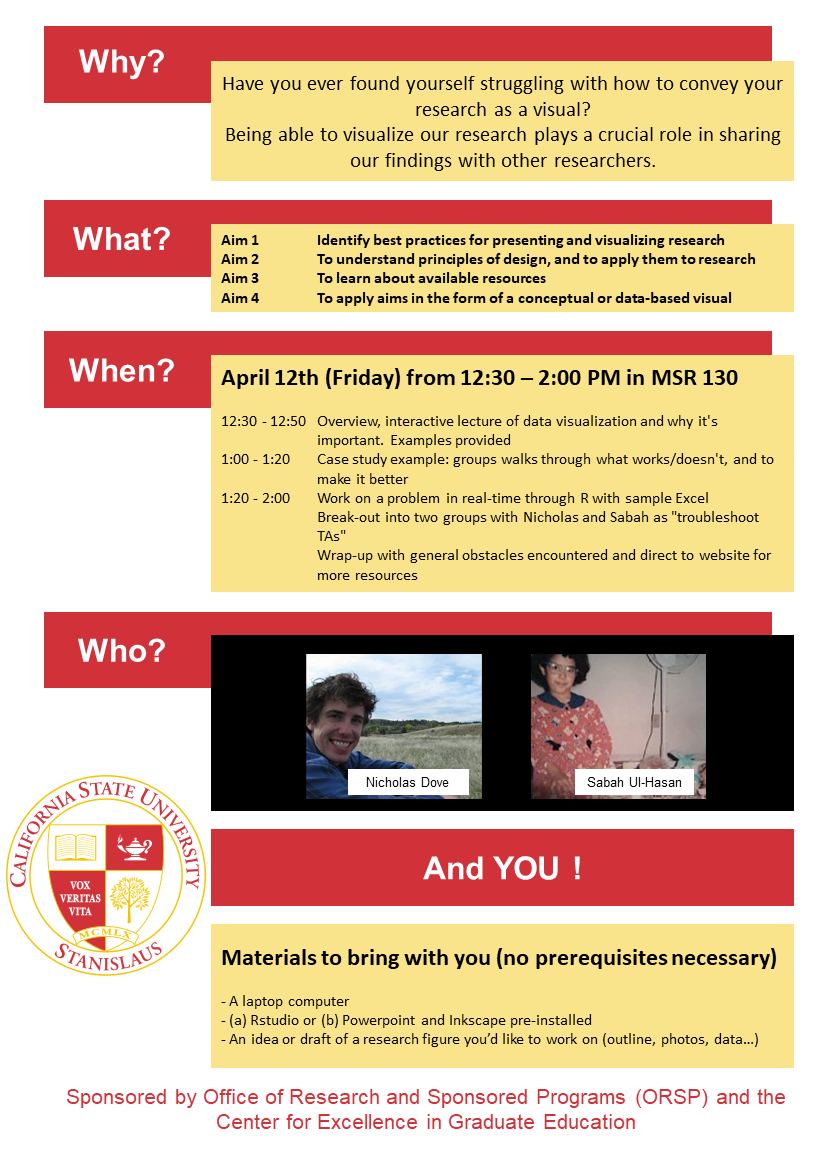 Why?
Have you ever found yourself struggling with how to convey your
research as a visual?
Being able to visualize our research plays a crucial role in sharing
our findings with other researchers.
What?
Aim 1 Identify best practices for presenting and visualizing research
Aim 2 To understand principles of design, and to apply them to research
Aim 3 To learn about available resources
Aim 4 To apply aims in the form of a conceptual or data-based visual
When?
April 12th (Friday) from 12:30 – 2:00 PM in MSR 130
12:30 - 12:50 Overview, interactive lecture of data visualization and why it's
important. Examples provided
1:00 - 1:20 Case study example: groups walks through what works/doesn't, and to
make it better
1:20 - 2:00 Work on a problem in real-time through R with sample Excel
Break-out into two groups with Nicholas and Sabah as "troubleshoot
TAs"
Wrap-up with general obstacles encountered and direct to website for
more resources
Who?
Nicholas Dove
Sabah Ul-Hasan
CALIFORNIA STATE UNIVERSITY
VOX
VERITAS
VITA
MCMLX
STANISLAUS
And YOU !
Materials to bring with you (no prerequisites necessary)
- A laptop computer
- (a) Rstudio or (b) Powerpoint and Inkscape pre-installed
- An idea or draft of a research figure you’d like to work on (outline, photos, data…)
Sponsored by Office of Research and Sponsored Programs (ORSP) and the
Center for Excellence in Graduate Education